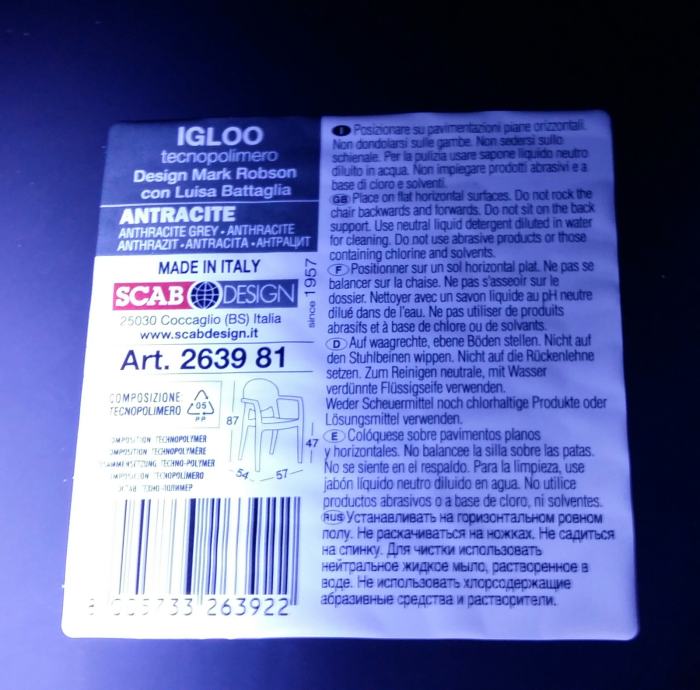 IGLOO
tecnopolimero
Design Mark Robson
con Luisa Battaglia
ANTRACITE
ANTHRACITE GREY - ANTHRACITE
ANTHRAZIT - ANTRACITA - АНТРАЦИТ
MADE IN ITALY
SCAB DESIGN
since 1957
25030 Coccaglio (BS) Italia
www.scabdesign.it
Art. 2639 81
COMPOSIZIONE
TECNOPOLIMERO
05
PP
87
47
54
57
TECHNOPOLYMER
TECHNOPOLYMÈRE
TECHNO-POLYMER
TECNOPOLÍMERO
263922
I Posizionare su pavimentazioni piane orizzontali.
Non dondolarsi sulle gambe. Non sedersi sullo
schienale. Per la pulizia usare sapone liquido neutro
diluito in acqua. Non impiegare prodotti abrasivi e a
base di cloro e solventi.
GB Place on flat horizontal surfaces. Do not rock the
chair backwards and forwards. Do not sit on the back
support. Use neutral liquid detergent diluted in water
for cleaning. Do not use abrasive products or those
containing chlorine and solvents.
F Positionner sur un sol horizontal plat. Ne pas se
balancer sur la chaise. Ne pas s'asseoir sur le
dossier. Nettoyer avec un savon liquide au pH neutre
dilué dans de l'eau. Ne pas utiliser de produits
abrasifs et à base de chlore ou de solvants.
D Auf waagrechte, ebene Böden stellen. Nicht auf
den Stuhlbeinen wippen. Nicht auf die Rückenlehne
setzen. Zum Reinigen neutrale, mit Wasser
verdünnte Flüssigseife verwenden.
Weder Scheuermittel noch chlorhaltige Produkte oder
Lösungsmittel verwenden.
E Colóquese sobre pavimentos planos
y horizontales. No balancee la silla sobre las patas.
No se siente en el respaldo. Para la limpieza, use
jabón líquido neutro diluido en agua. No utilice
productos abrasivos o a base de cloro, ni solventes.
RUS Устанавливать на горизонтальном ровном
полу. Не раскачиваться на ножках. Не садиться
на спинку. Для чистки использовать
нейтральное жидкое мыло, растворенное в
воде. Не использовать хлорсодержащие
абразивные средства и растворители.